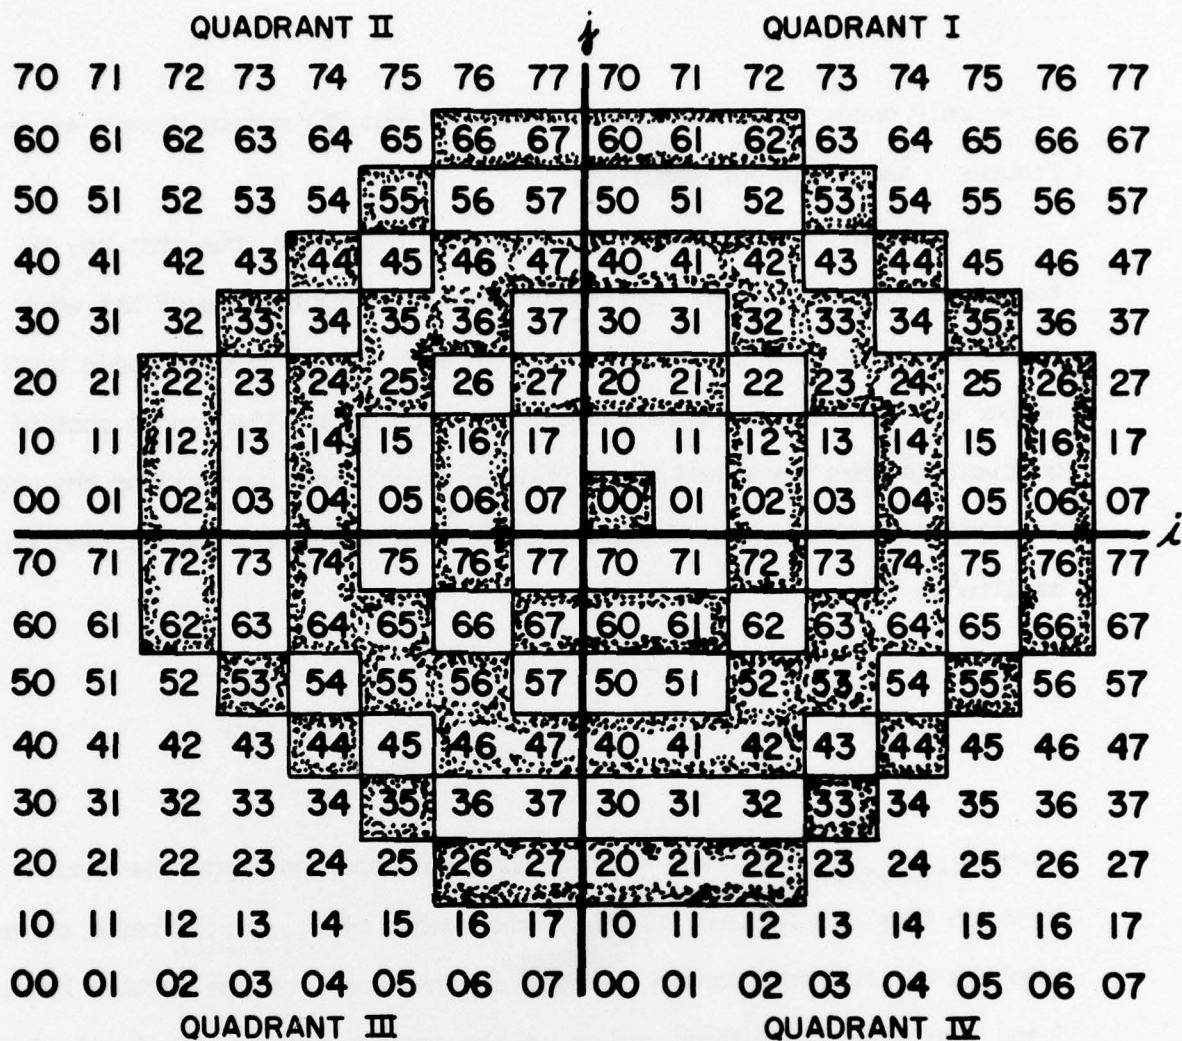 QUADRANT II QUADRANT I
j
70 71 72 73 74 75 76 77 70 71 72 73 74 75 76 77
60 61 62 63 64 65 66 67 60 61 62 63 64 65 66 67
50 51 52 53 54 55 56 57 50 51 52 53 54 55 56 57
40 41 42 43 44 45 46 47 40 41 42 43 44 45 46 47
30 31 32 33 34 35 36 37 30 31 32 33 34 35 36 37
20 21 22 23 24 25 26 27 20 21 22 23 24 25 26 27
10 11 12 13 14 15 16 17 10 11 12 13 14 15 16 17
00 01 02 03 04 05 06 07 00 01 02 03 04 05 06 07
i
70 71 72 73 74 75 76 77 70 71 72 73 74 75 76 77
60 61 62 63 64 65 66 67 60 61 62 63 64 65 66 67
50 51 52 53 54 55 56 57 50 51 52 53 54 55 56 57
40 41 42 43 44 45 46 47 40 41 42 43 44 45 46 47
30 31 32 33 34 35 36 37 30 31 32 33 34 35 36 37
20 21 22 23 24 25 26 27 20 21 22 23 24 25 26 27
10 11 12 13 14 15 16 17 10 11 12 13 14 15 16 17
00 01 02 03 04 05 06 07 00 01 02 03 04 05 06 07
QUADRANT III QUADRANT IV